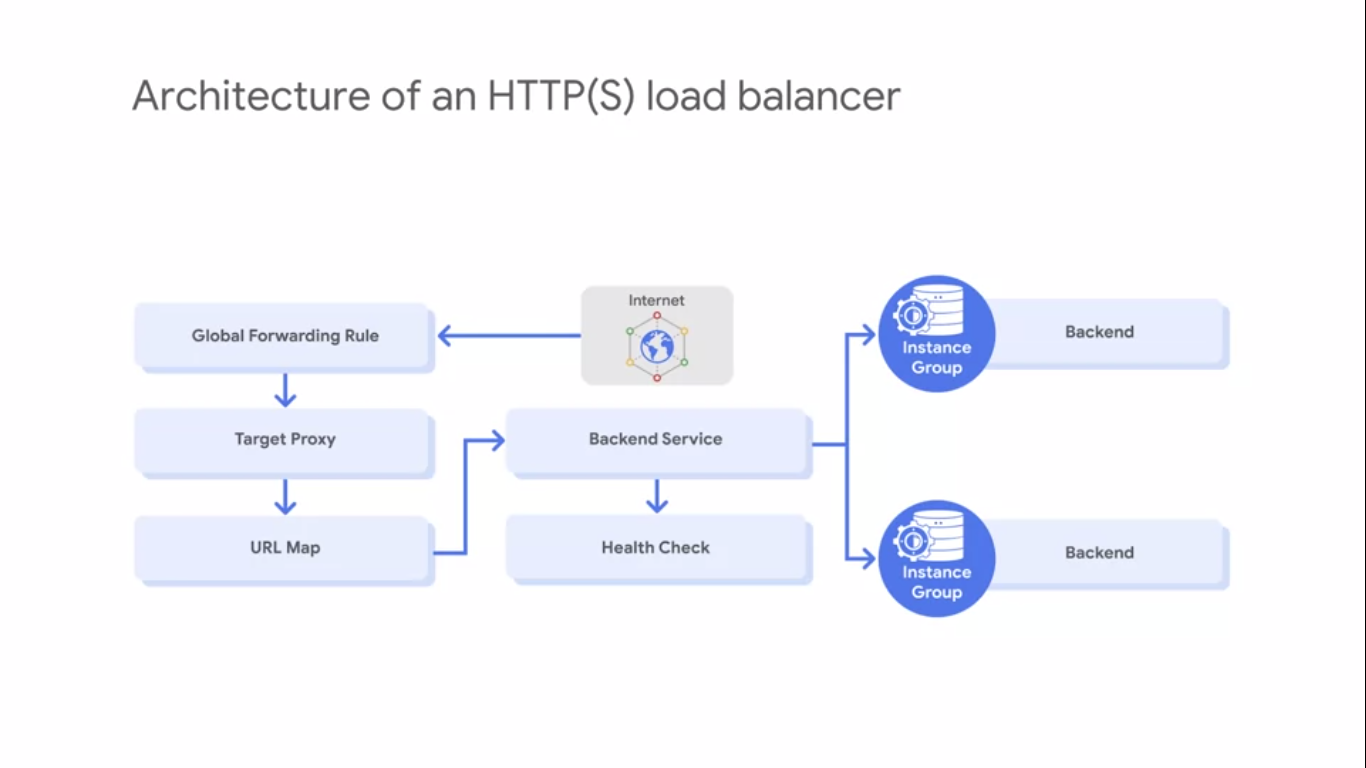 Architecture of an HTTP(S) load balancer
Internet
Global Forwarding Rule
Target Proxy
URL Map
Backend Service
Health Check
Instance
Group
Backend
Instance
Group
Backend